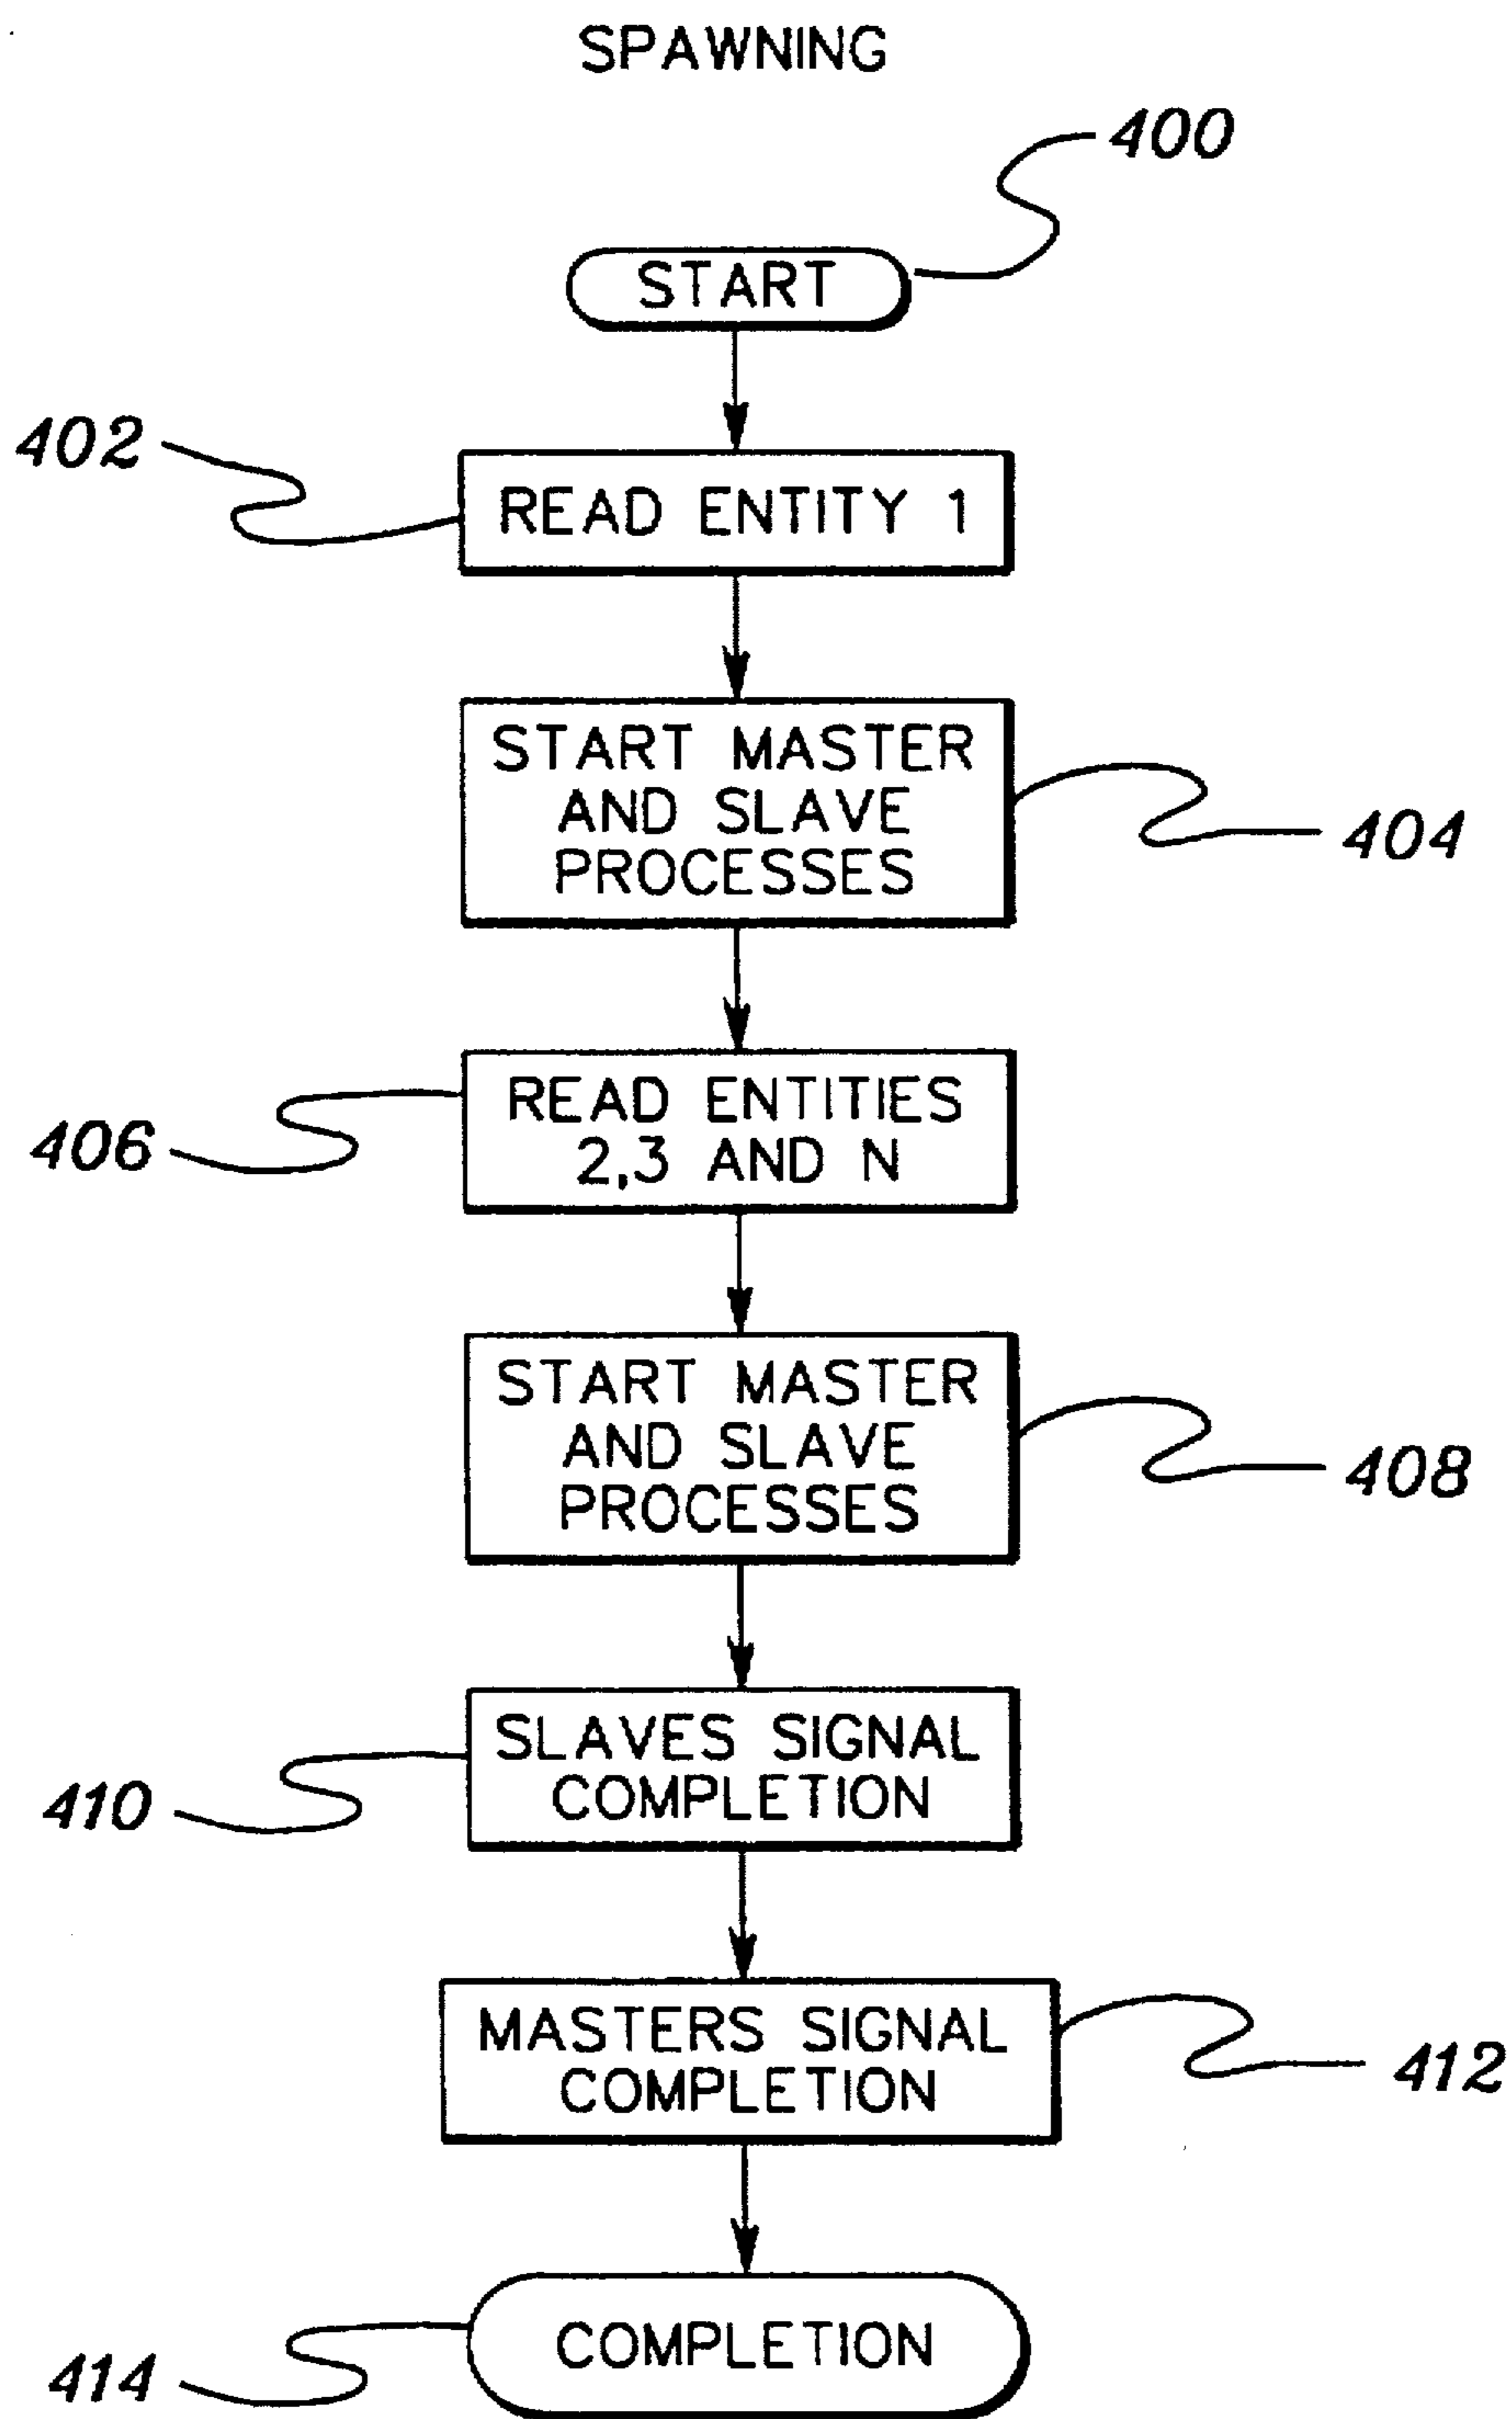 SPAWNING
400
START
402
READ ENTITY 1
START MASTER
AND SLAVE
PROCESSES
404
READ ENTITIES
2,3 AND N
406
START MASTER
AND SLAVE
PROCESSES
408
SLAVES SIGNAL
COMPLETION
410
MASTERS SIGNAL
COMPLETION
412
COMPLETION
414